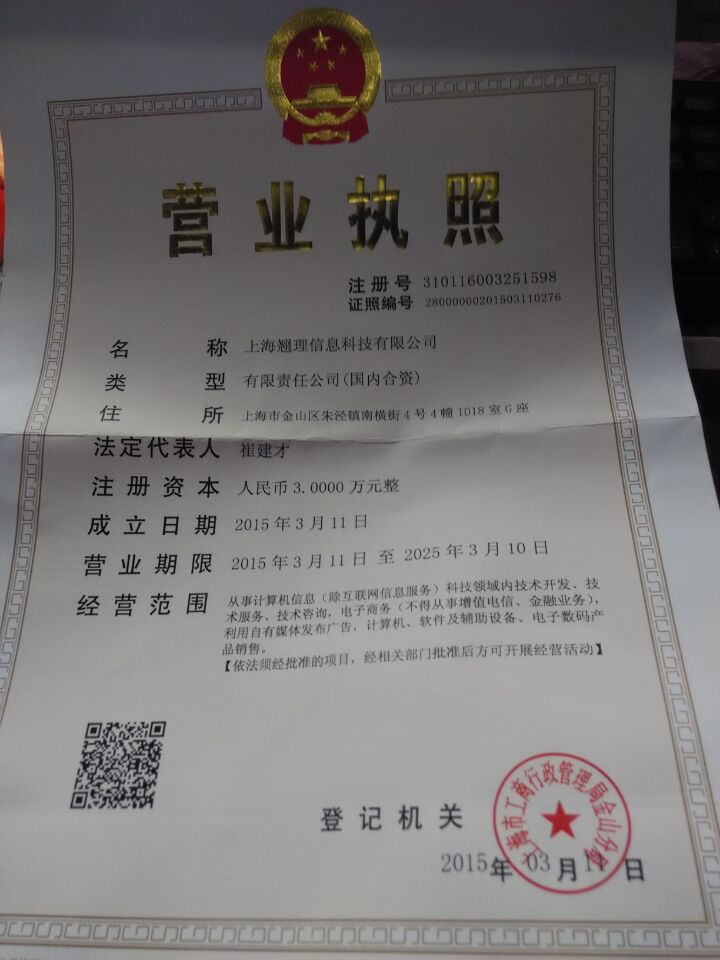 营业执照
注册号 310116003251598
证照编号 28000000201503110276
名称 上海翘理信息科技有限公司
类型 有限责任公司(国内合资)
住所 上海市金山区朱泾镇南横街4号4幢1018室G座
法定代表人 崔建才
注册资本 人民币3.0000万元整
成立日期 2015年3月11日
营业期限 2015年3月11日 至 2025年3月10日
经营范围 从事计算机信息（除互联网信息服务）科技领域内技术开发、技
术服务、技术咨询，电子商务（不得从事增值电信、金融业务），
利用自有媒体发布广告，计算机、软件及辅助设备、电子数码产
品销售。
【依法须经批准的项目，经相关部门批准后方可开展经营活动】
登记机关
上海市工商行政管理局金山分局
2015年 03月 11日